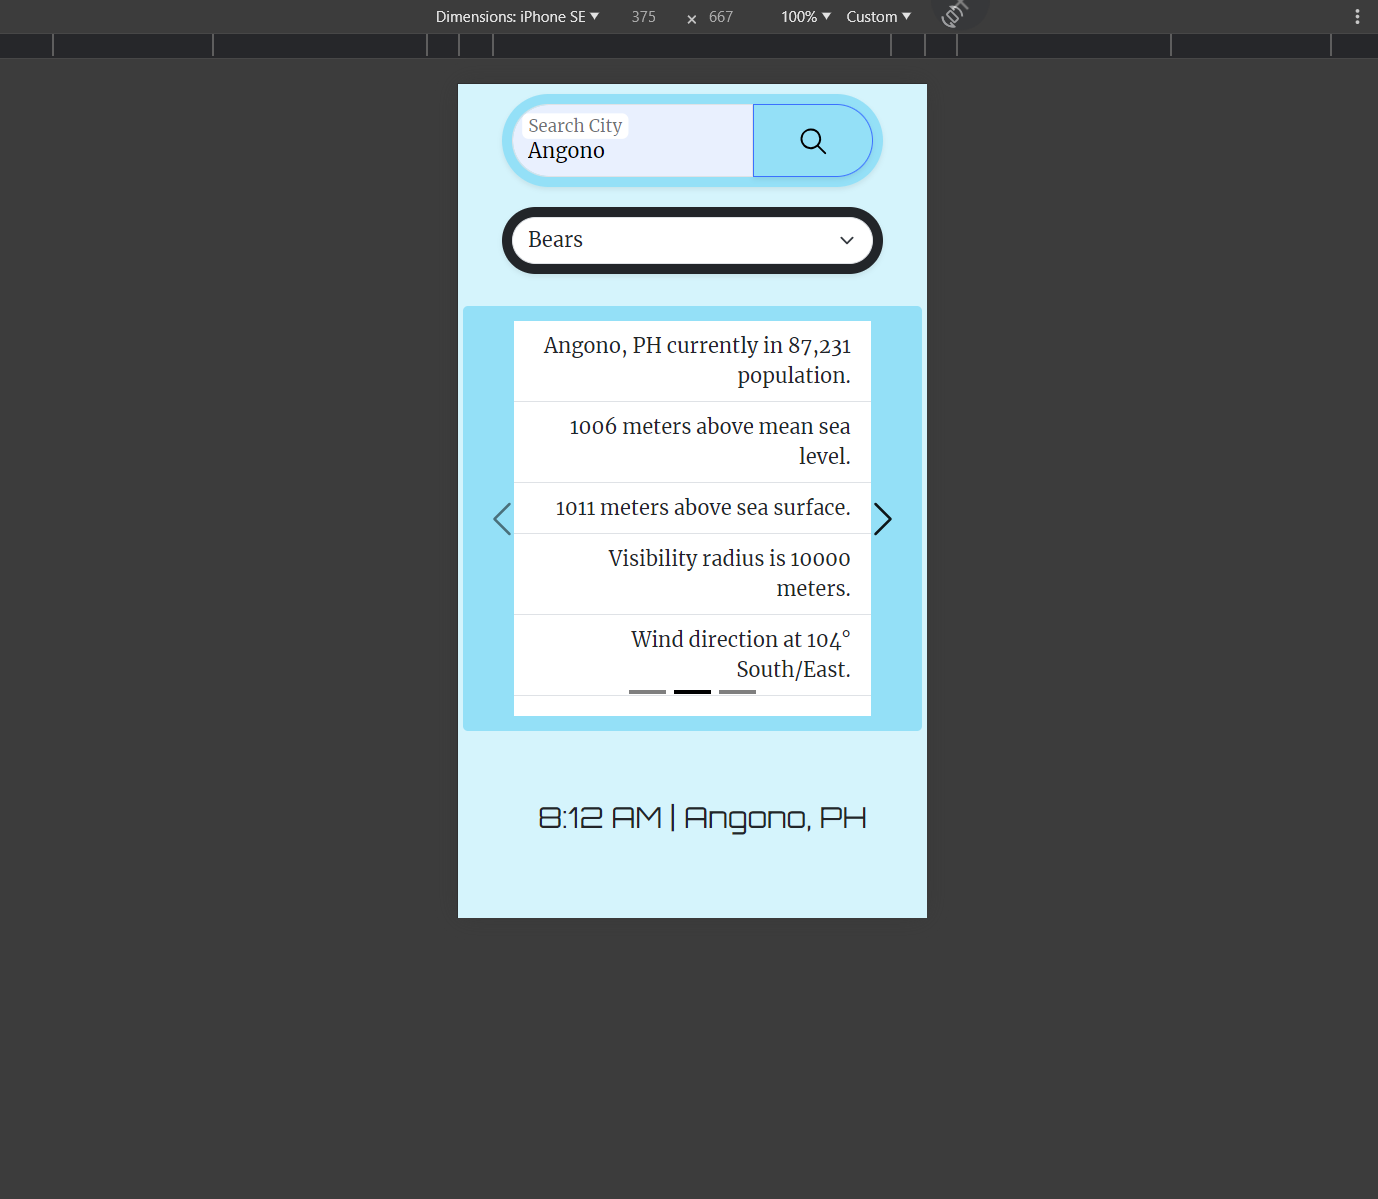 Dimensions: iPhone SE ▼ 375 × 667 100% ▼ Custom ▼
Search City
Angono
Bears
Angono, PH currently in 87,231
population.
1006 meters above mean sea
level.
1011 meters above sea surface.
Visibility radius is 10000
meters.
Wind direction at 104°
South/East.
8:12 AM | Angono, PH